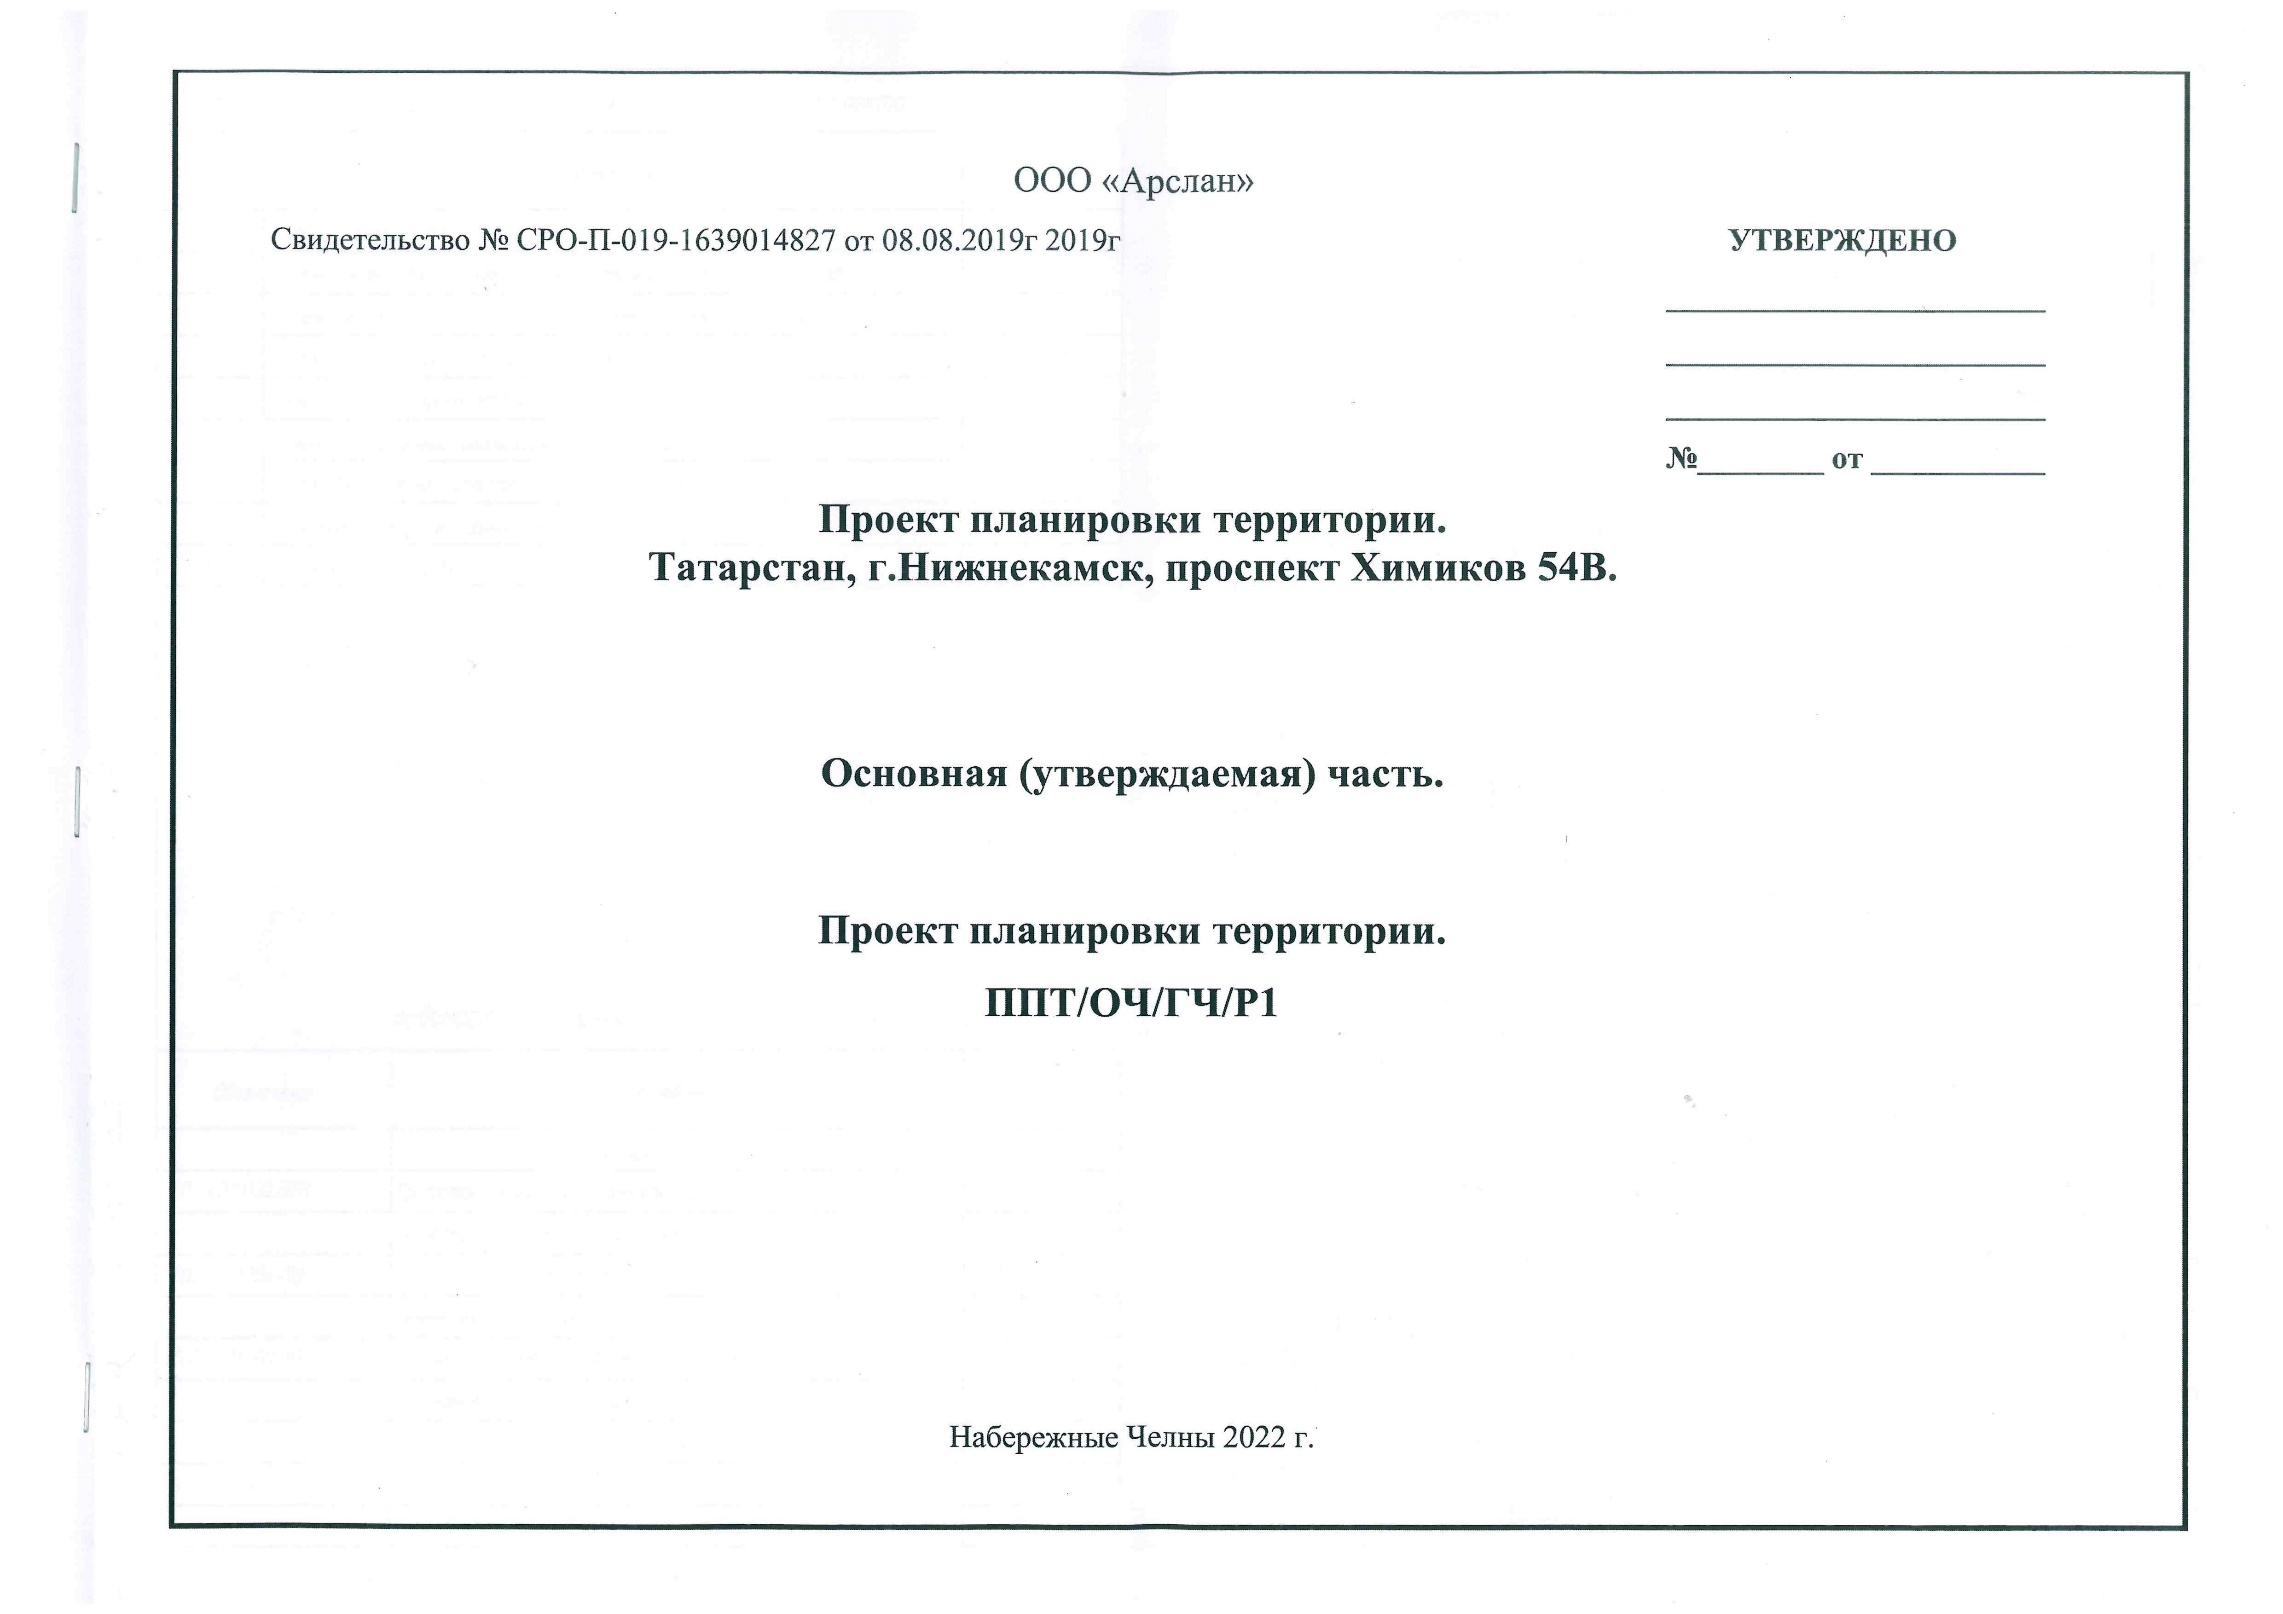 ООО «Арслан»
Свидетельство № СРО-П-019-1639014827 от 08.08.2019г 2019г
УТВЕРЖДЕНО
№________ от ___________
Проект планировки территории.
Татарстан, г.Нижнекамск, проспект Химиков 54В.
Основная (утверждаемая) часть.
Проект планировки территории.
ППТ/ОЧ/ГЧ/Р1
Набережные Челны 2022 г.